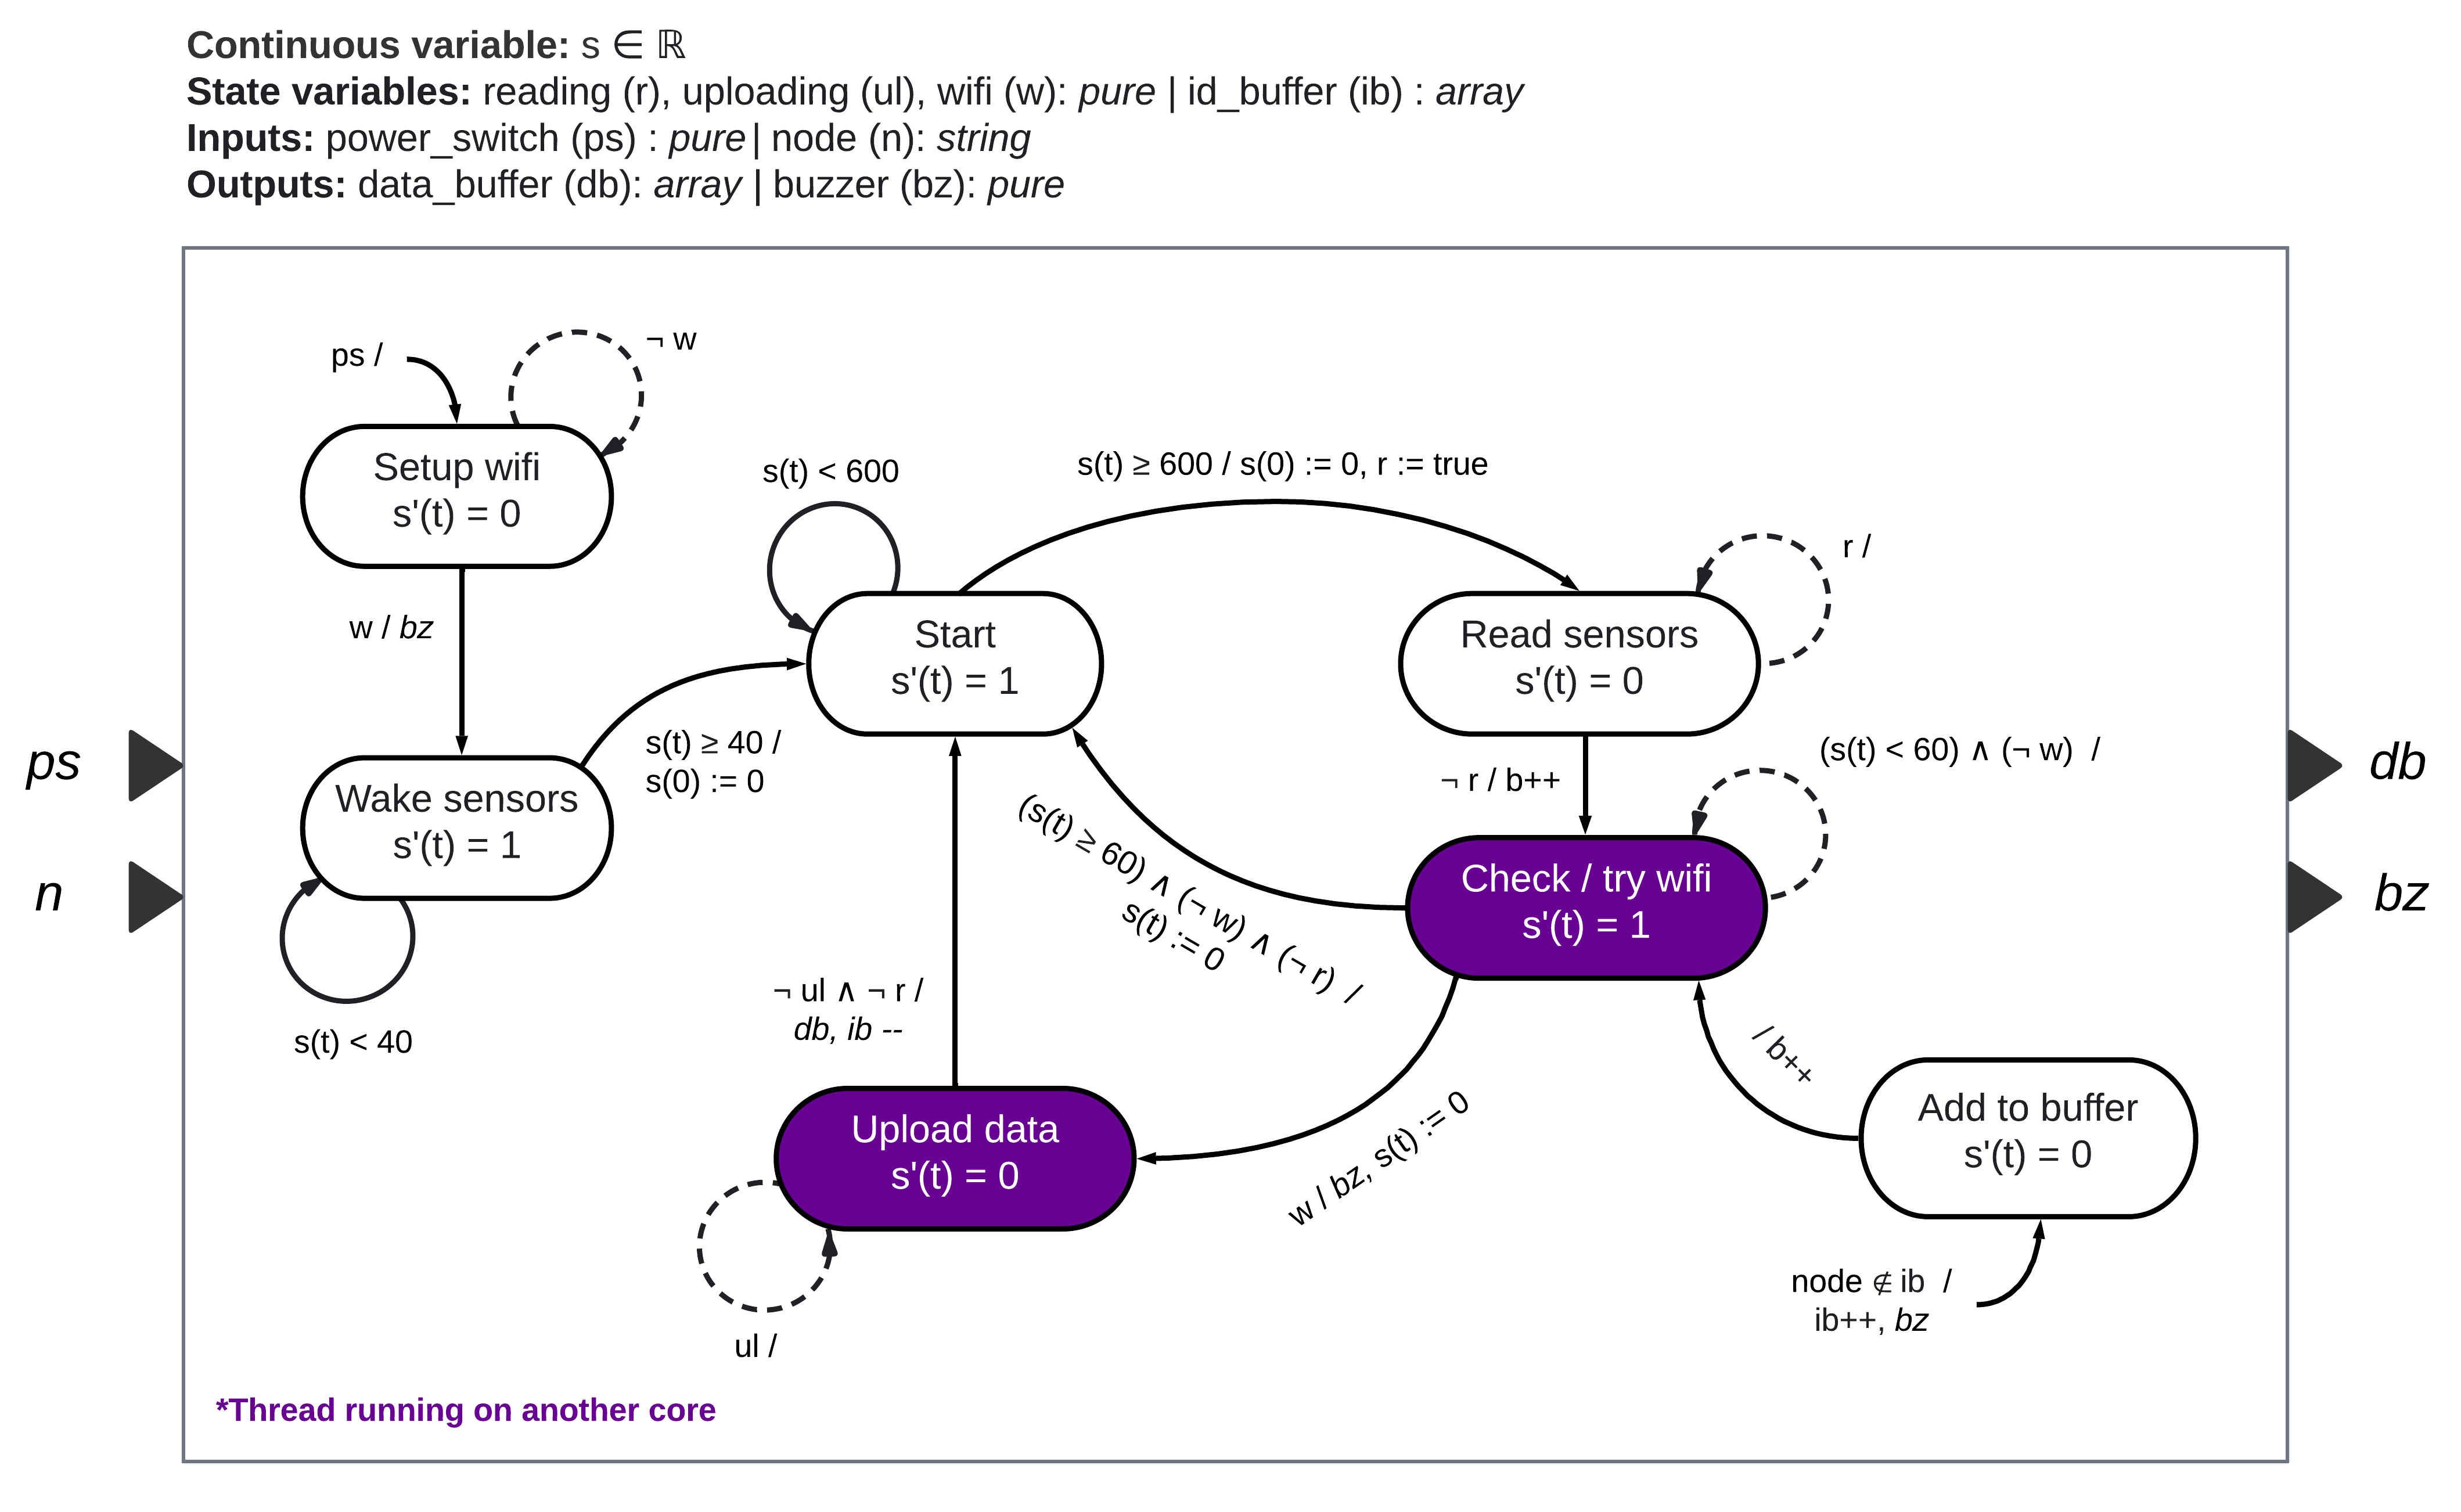 Continuous variable: s ∈ ℝ
State variables: reading (r), uploading (ul), wifi (w): pure | id_buffer (ib) : array
Inputs: power_switch (ps) : pure | node (n): string
Outputs: data_buffer (db): array | buzzer (bz): pure
ps /
¬ w
Setup wifi
s'(t) = 0
w / bz
Wake sensors
s'(t) = 1
s(t) < 40
s(t) ≥ 40 /
s(0) := 0
s(t) < 600
Start
s'(t) = 1
s(t) ≥ 600 / s(0) := 0, r := true
Read sensors
s'(t) = 0
r /
¬ r / b++
(s(t) < 60) ∧ (¬ w) /
Check / try wifi
s'(t) = 1
(s(t) ≥ 60) ∧ (¬ w) ∧ (¬ r) /
s(t) := 0
w / bz, s(t) := 0
¬ ul ∧ ¬ r /
db, ib --
Upload data
s'(t) = 0
ul /
/ b++
Add to buffer
s'(t) = 0
node ∉ ib /
ib++, bz
ps
n
db
bz
*Thread running on another core